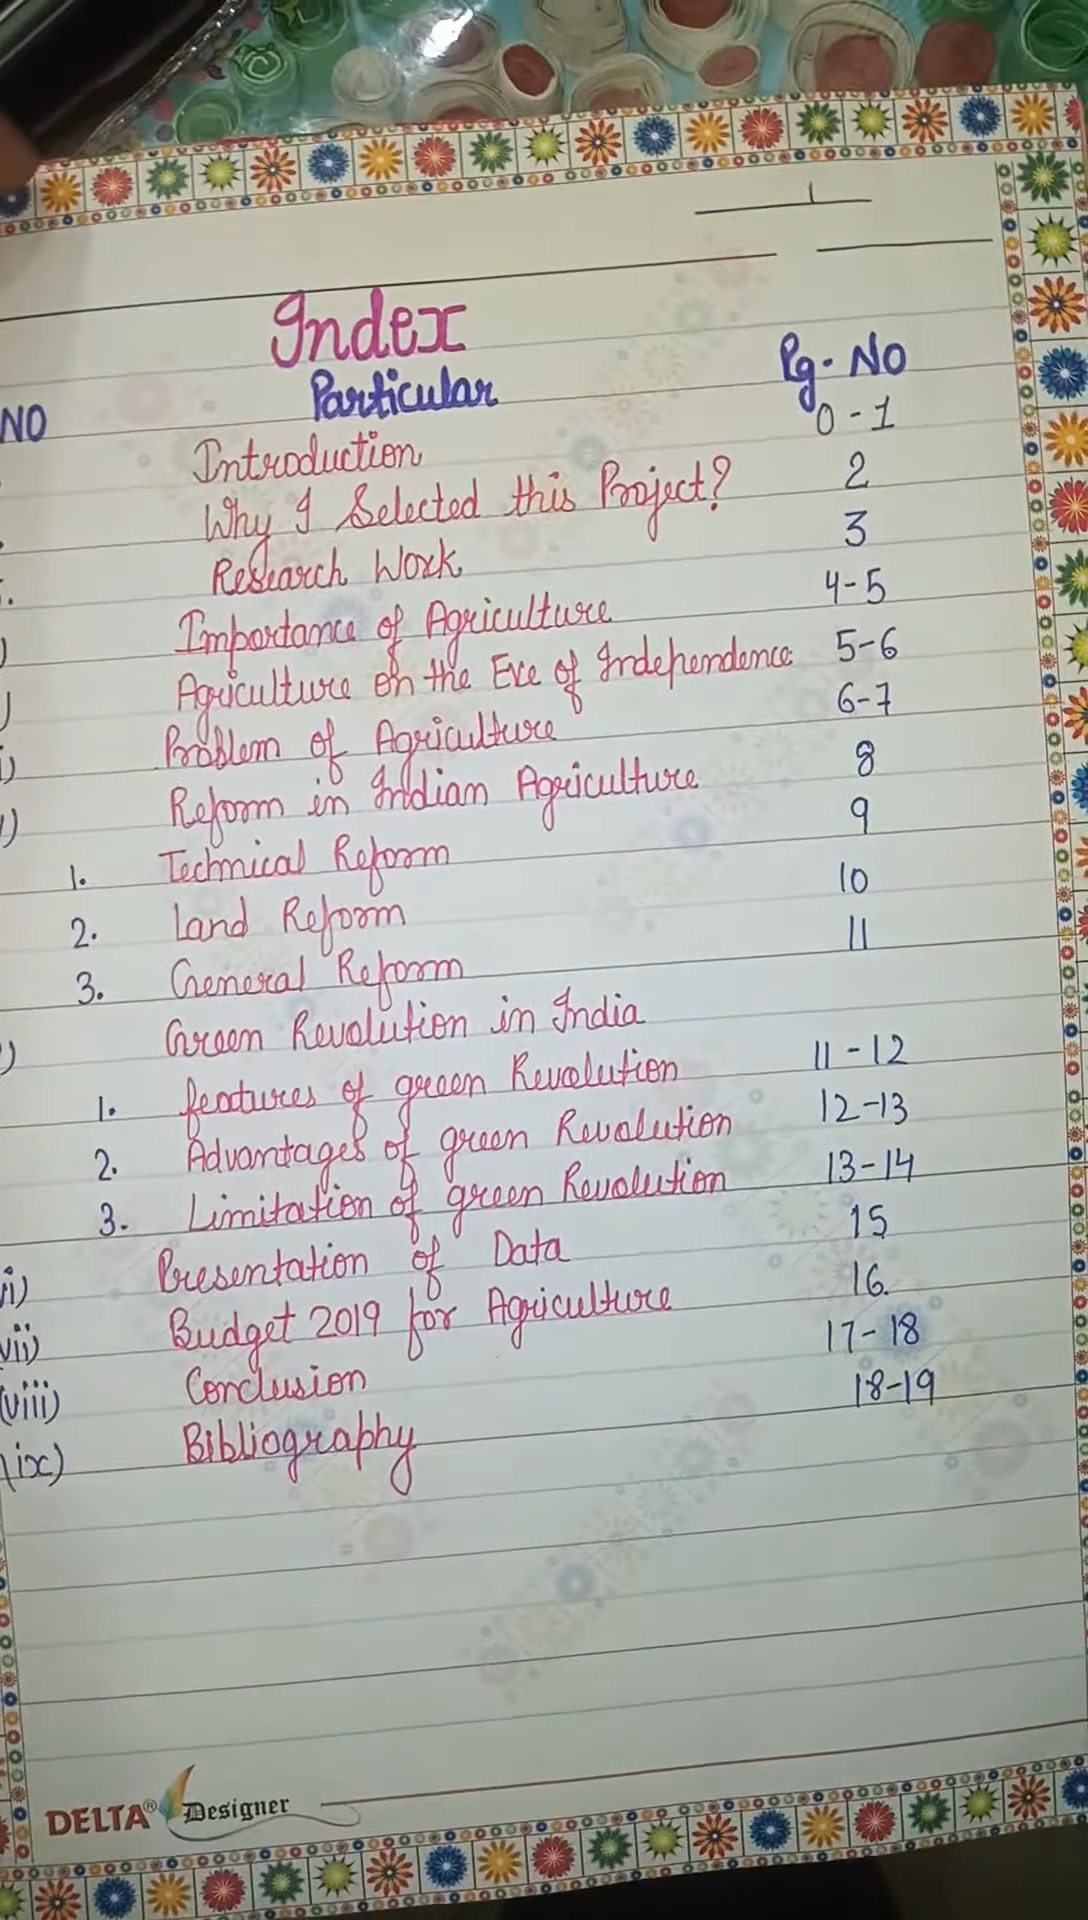 Index
NO Particular Pg. No
Introduction 0-1
Why I Selected this Project? 2
Research Work 3
Importance of Agriculture 4-5
Agriculture on the Eve of Independence 5-6
Problem of Agriculture 6-7
Reform in Indian Agriculture 8
1. Technical Reform 9
2. Land Reform 10
3. General Reform 11
Green Revolution in India
1. features of green Revolution 11-12
2. Advantages of green Revolution 12-13
3. Limitation of green Revolution 13-14
vi) Presentation of Data 15
vii) Budget 2019 for Agriculture 16
(viii) Conclusion 17-18
(ix) Bibliography 18-19
DELTA® Designer